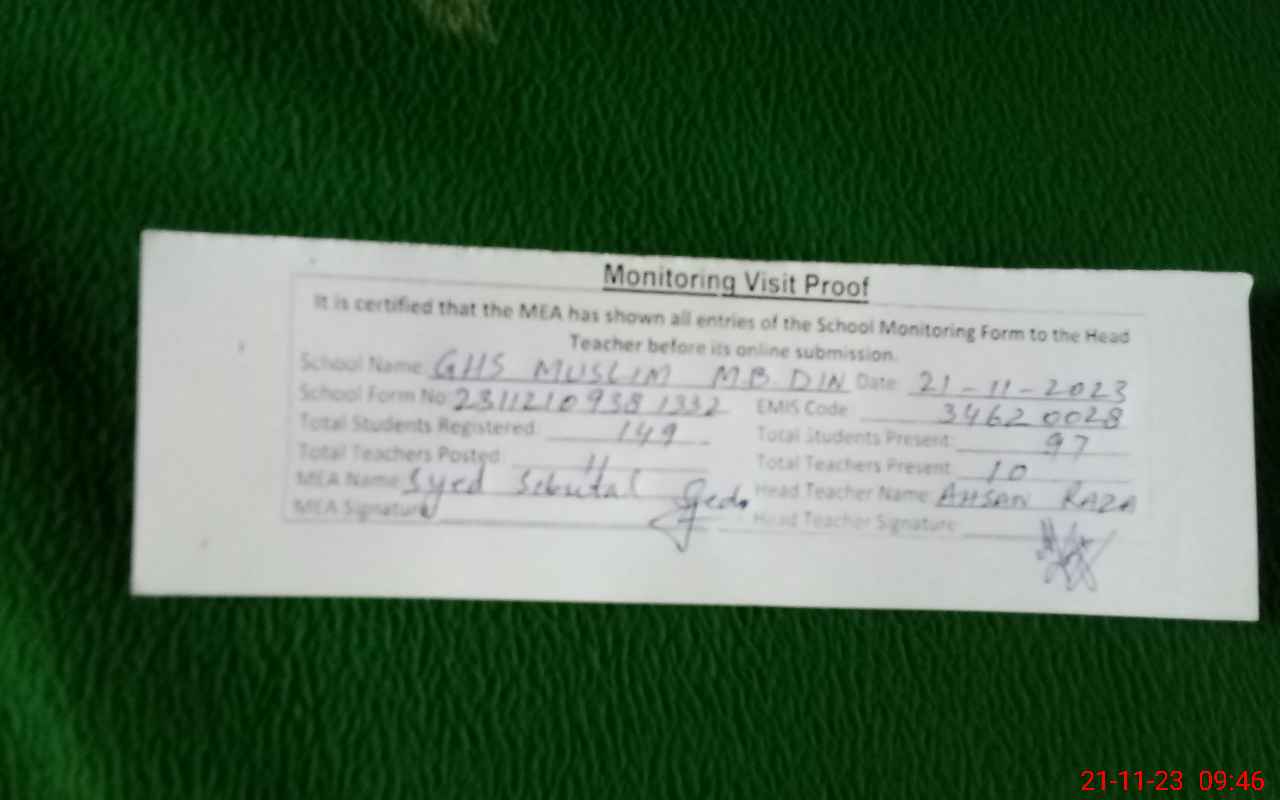 Monitoring Visit Proof
It is certified that the MEA has shown all entries of the School Monitoring Form to the Head
Teacher before its online submission.
School Name: GHS MUSLIM M.B. DIN Date: 21-11-2023
School Form No: 2311210938 1332 EMIS Code: 34620028
Total Students Registered: 149 Total Students Present: 97
Total Teachers Posted: 11 Total Teachers Present: 10
MEA Name: Syed Head Teacher Name: AHSAN RAZA
MEA Signature Head Teacher Signature:
21-11-23 09:46